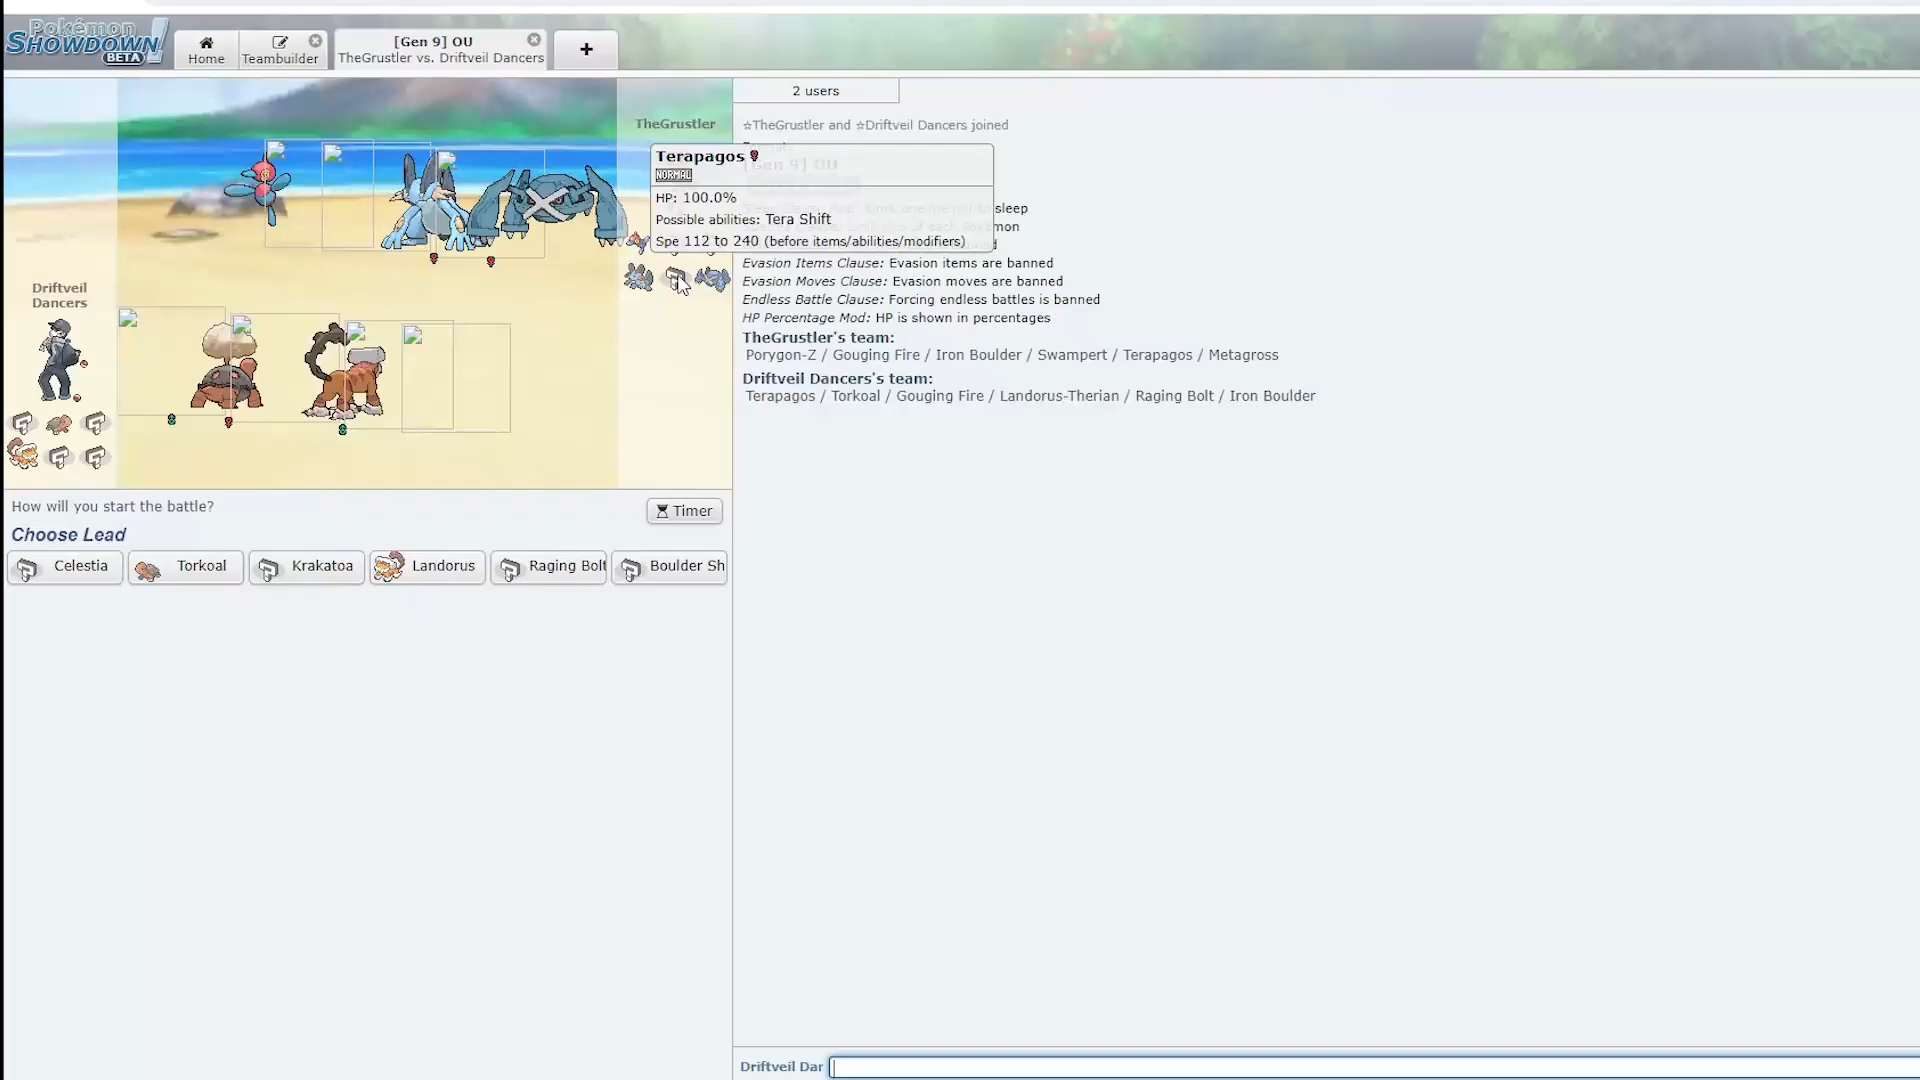 Pokémon
SHOWDOWN!
BETA
Home
Teambuilder
[Gen 9] OU
TheGrustler vs. Driftveil Dancers
+
2 users
TheGrustler
☆TheGrustler and ☆Driftveil Dancers joined
Terapagos
NORMAL
HP: 100.0%
Possible abilities: Tera Shift
Spe 112 to 240 (before items/abilities/modifiers)
[Gen 9] OU
sleep
Evasion Items Clause: Evasion items are banned
Evasion Moves Clause: Evasion moves are banned
Endless Battle Clause: Forcing endless battles is banned
HP Percentage Mod: HP is shown in percentages
TheGrustler's team:
Porygon-Z / Gouging Fire / Iron Boulder / Swampert / Terapagos / Metagross
Driftveil Dancers's team:
Terapagos / Torkoal / Gouging Fire / Landorus-Therian / Raging Bolt / Iron Boulder
Driftveil
Dancers
How will you start the battle?
Timer
Choose Lead
Celestia
Torkoal
Krakatoa
Landorus
Raging Bolt
Boulder Sh
Driftveil Dar